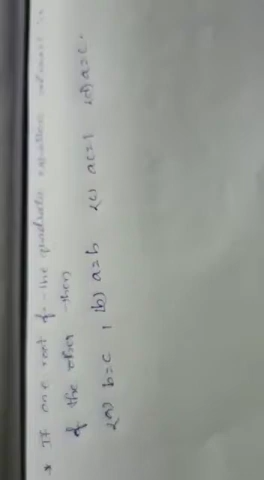 * If one root of the quadratic equation
of the other then
(a) b=c | (b) a=b (c) ac=1 (d) a=c.